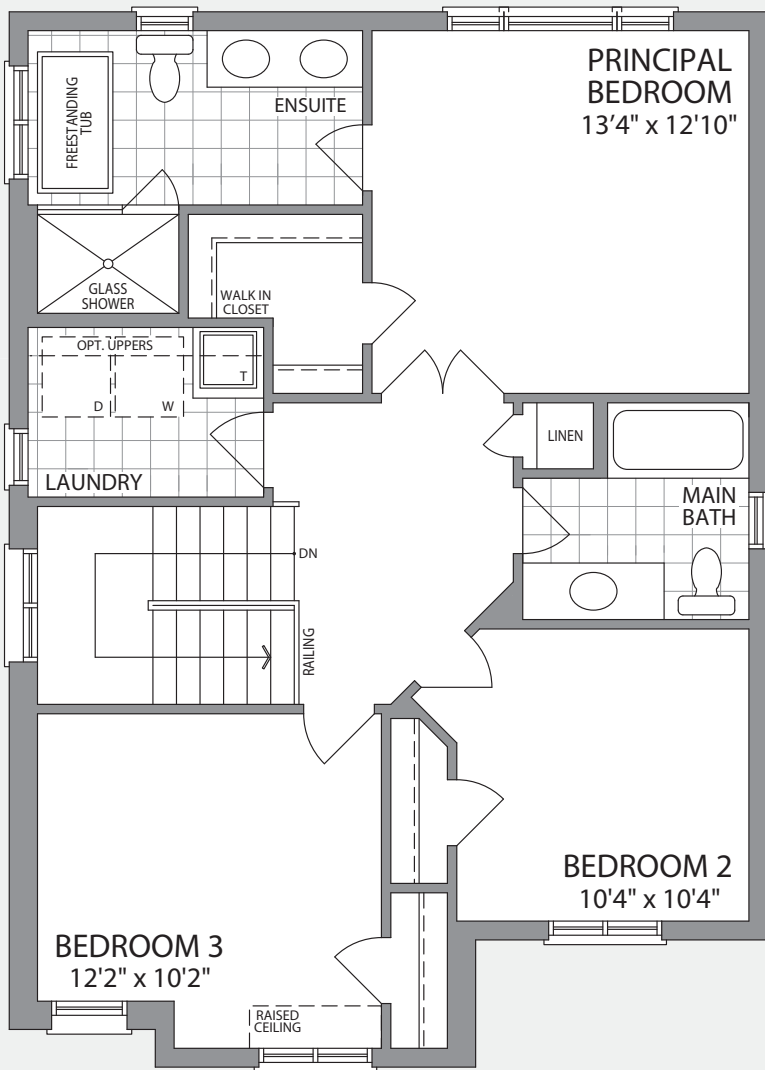 PRINCIPAL
BEDROOM
13'4" x 12'10"
FREESTANDING
TUB
ENSUITE
GLASS
SHOWER
WALK IN
CLOSET
OPT. UPPERS
T
D
W
LAUNDRY
LINEN
MAIN
BATH
DN
RAILING
BEDROOM 2
10'4" x 10'4"
BEDROOM 3
12'2" x 10'2"
RAISED
CEILING